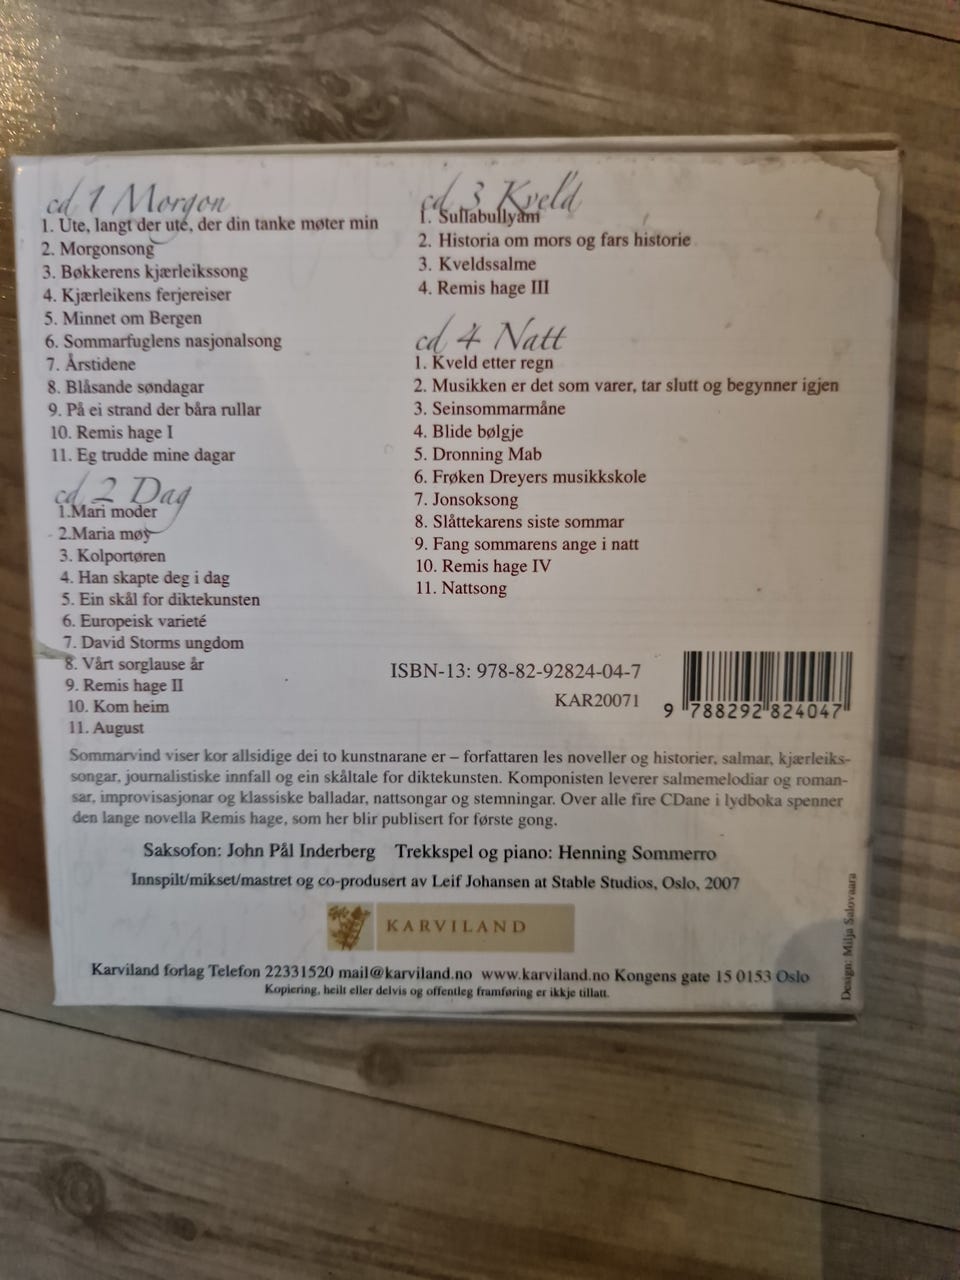 cd 1 Morgon
1. Ute, langt der ute, der din tanke møter min
2. Morgonsong
3. Bøkkerens kjærleikssong
4. Kjærleikens ferjereiser
5. Minnet om Bergen
6. Sommarfuglens nasjonalsong
7. Årstidene
8. Blåsande søndagar
9. På ei strand der båra rullar
10. Remis hage I
11. Eg trudde mine dagar
cd 2 Dag
1.Mari moder
2.Maria møy
3. Kolportøren
4. Han skapte deg i dag
5. Ein skål for diktekunsten
6. Europeisk varieté
7. David Storms ungdom
8. Vårt sorglause år
9. Remis hage II
10. Kom heim
11. August
cd 3 Kveld
1. Sullabullyam
2. Historia om mors og fars historie
3. Kveldssalme
4. Remis hage III
cd 4 Natt
1. Kveld etter regn
2. Musikken er det som varer, tar slutt og begynner igjen
3. Seinsommarmåne
4. Blide bølgje
5. Dronning Mab
6. Frøken Dreyers musikkskole
7. Jonsoksong
8. Slåttekarens siste sommar
9. Fang sommarens ange i natt
10. Remis hage IV
11. Nattsong
ISBN-13: 978-82-92824-04-7
KAR20071
9 788292 824047
Sommarvind viser kor allsidige dei to kunstnarane er – forfattaren les noveller og historier, salmar, kjærleiks-
songar, journalistiske innfall og ein skåltale for diktekunsten. Komponisten leverer salmemelodiar og roman-
sar, improvisasjonar og klassiske balladar, nattsongar og stemningar. Over alle fire CDane i lydboka spenner
den lange novella Remis hage, som her blir publisert for første gong.
Saksofon: John Pål Inderberg Trekkspel og piano: Henning Sommerro
Innspilt/mikset/mastret og co-produsert av Leif Johansen at Stable Studios, Oslo, 2007
KARVILAND
Karviland forlag Telefon 22331520 mail@karviland.no www.karviland.no Kongens gate 15 0153 Oslo
Kopiering, heilt eller delvis og offentleg framføring er ikkje tillatt.
Design: Milja Salovaara